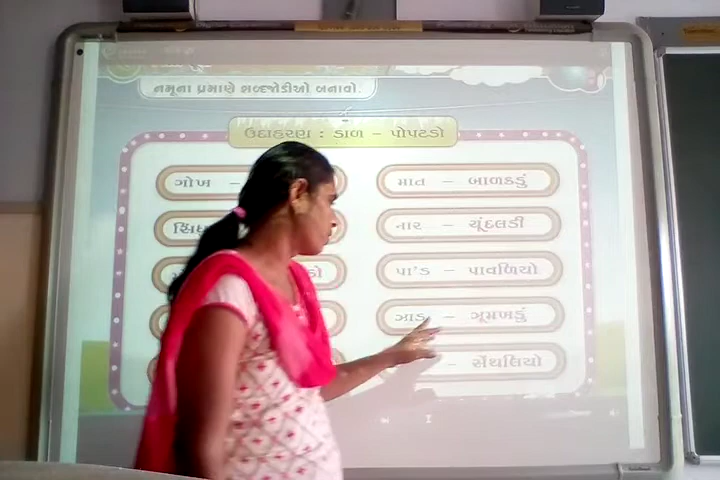 નમૂના પ્રમાણે શબ્દજોડીઓ બનાવો.
ઉદાહરણ : ડાળ - પોપટડો
ગોખ -
માત - બાળકડું
નાર - ચૂંદલડી
પા'ડ - પાવળિયો
ઝાડ - ઝૂમખડું
- સેંથલિયો